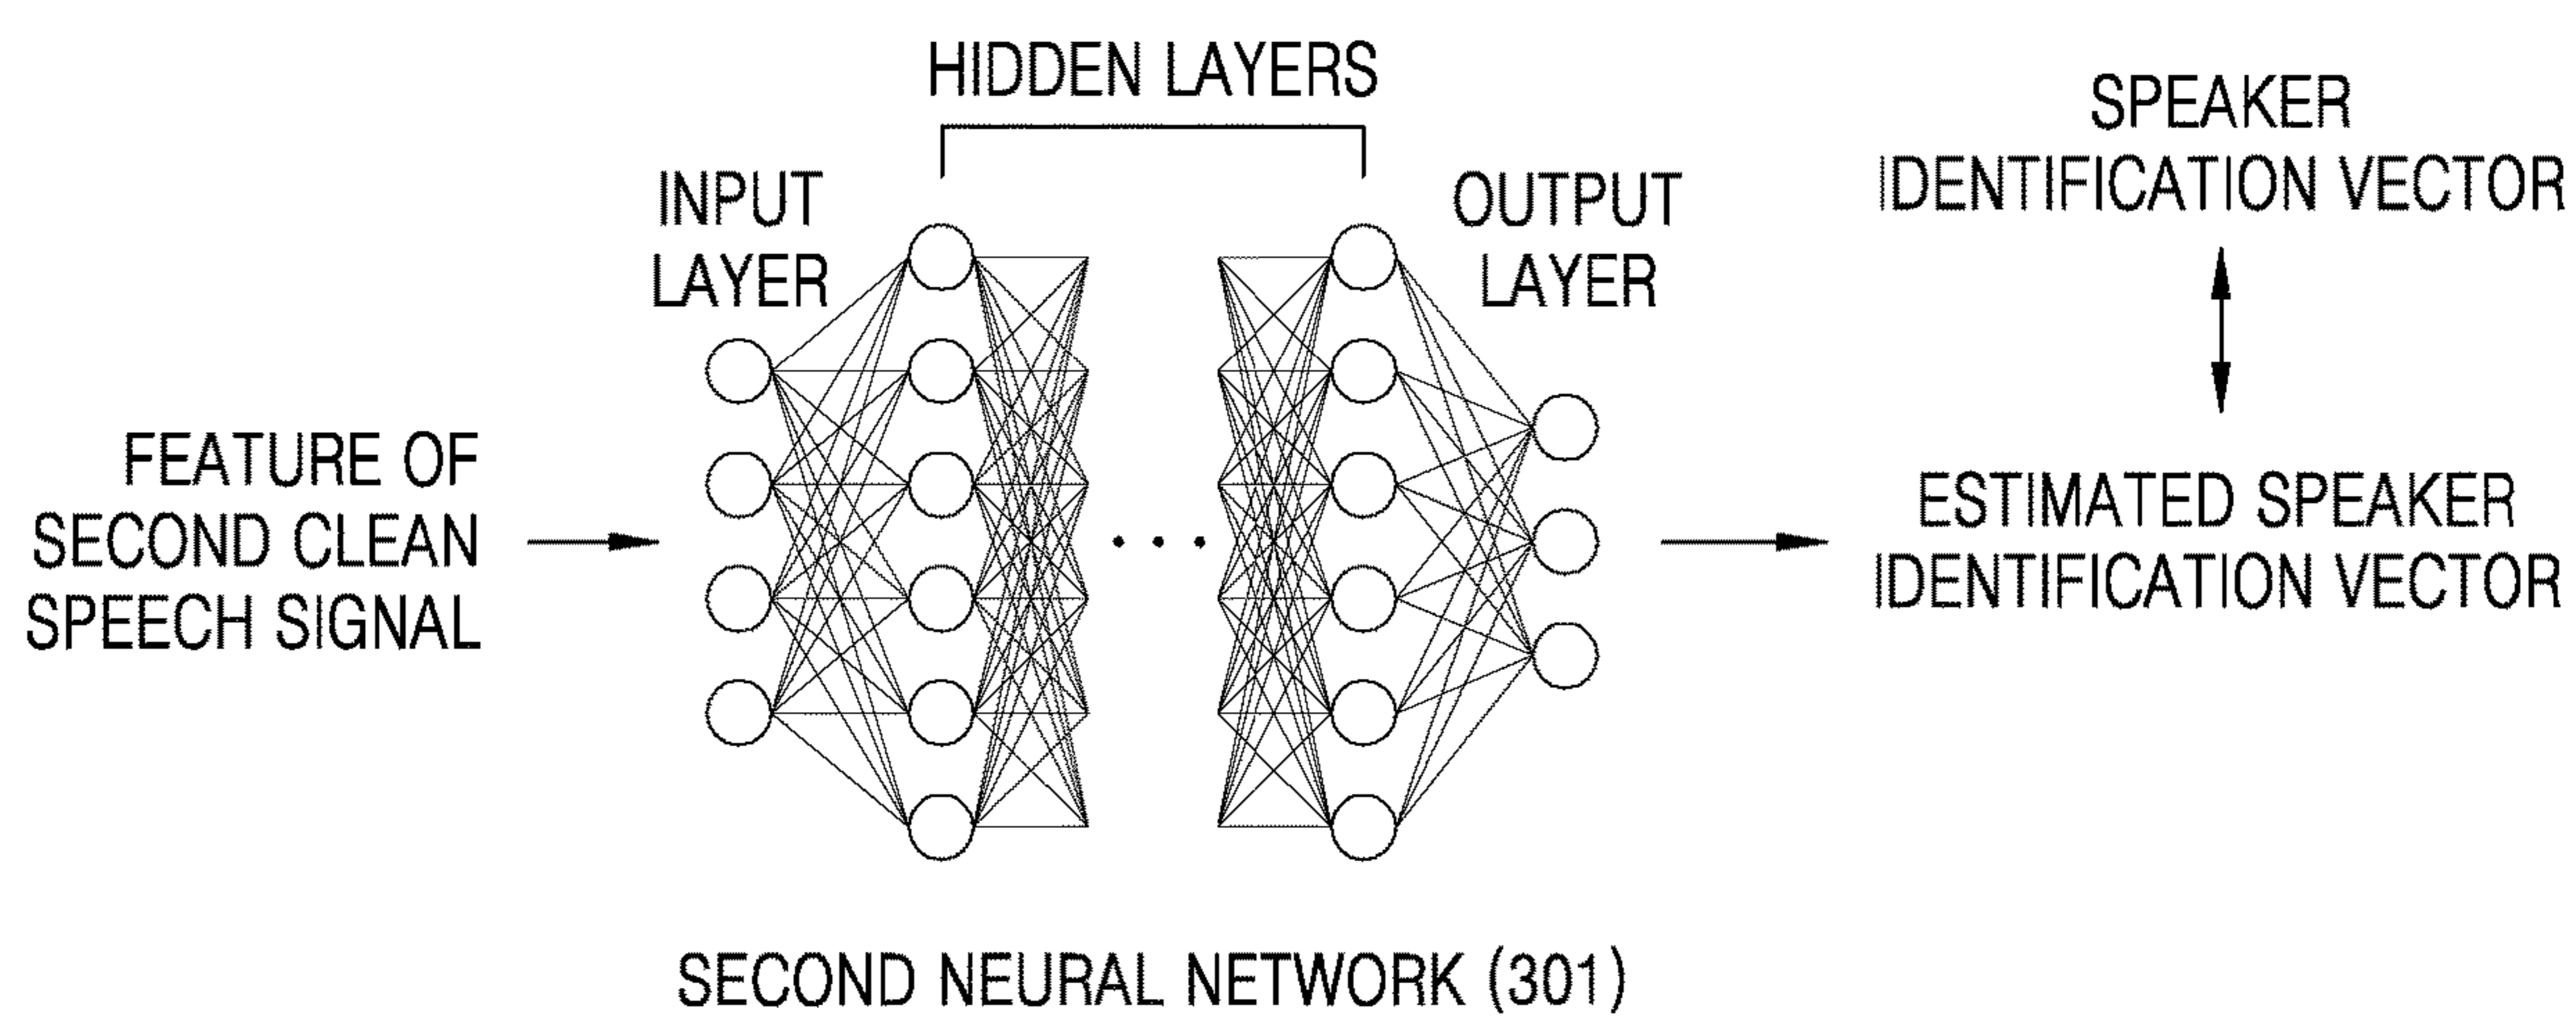 HIDDEN LAYERS
INPUT
LAYER
OUTPUT
LAYER
SPEAKER
IDENTIFICATION VECTOR
FEATURE OF
SECOND CLEAN
SPEECH SIGNAL
ESTIMATED SPEAKER
IDENTIFICATION VECTOR
SECOND NEURAL NETWORK (301)